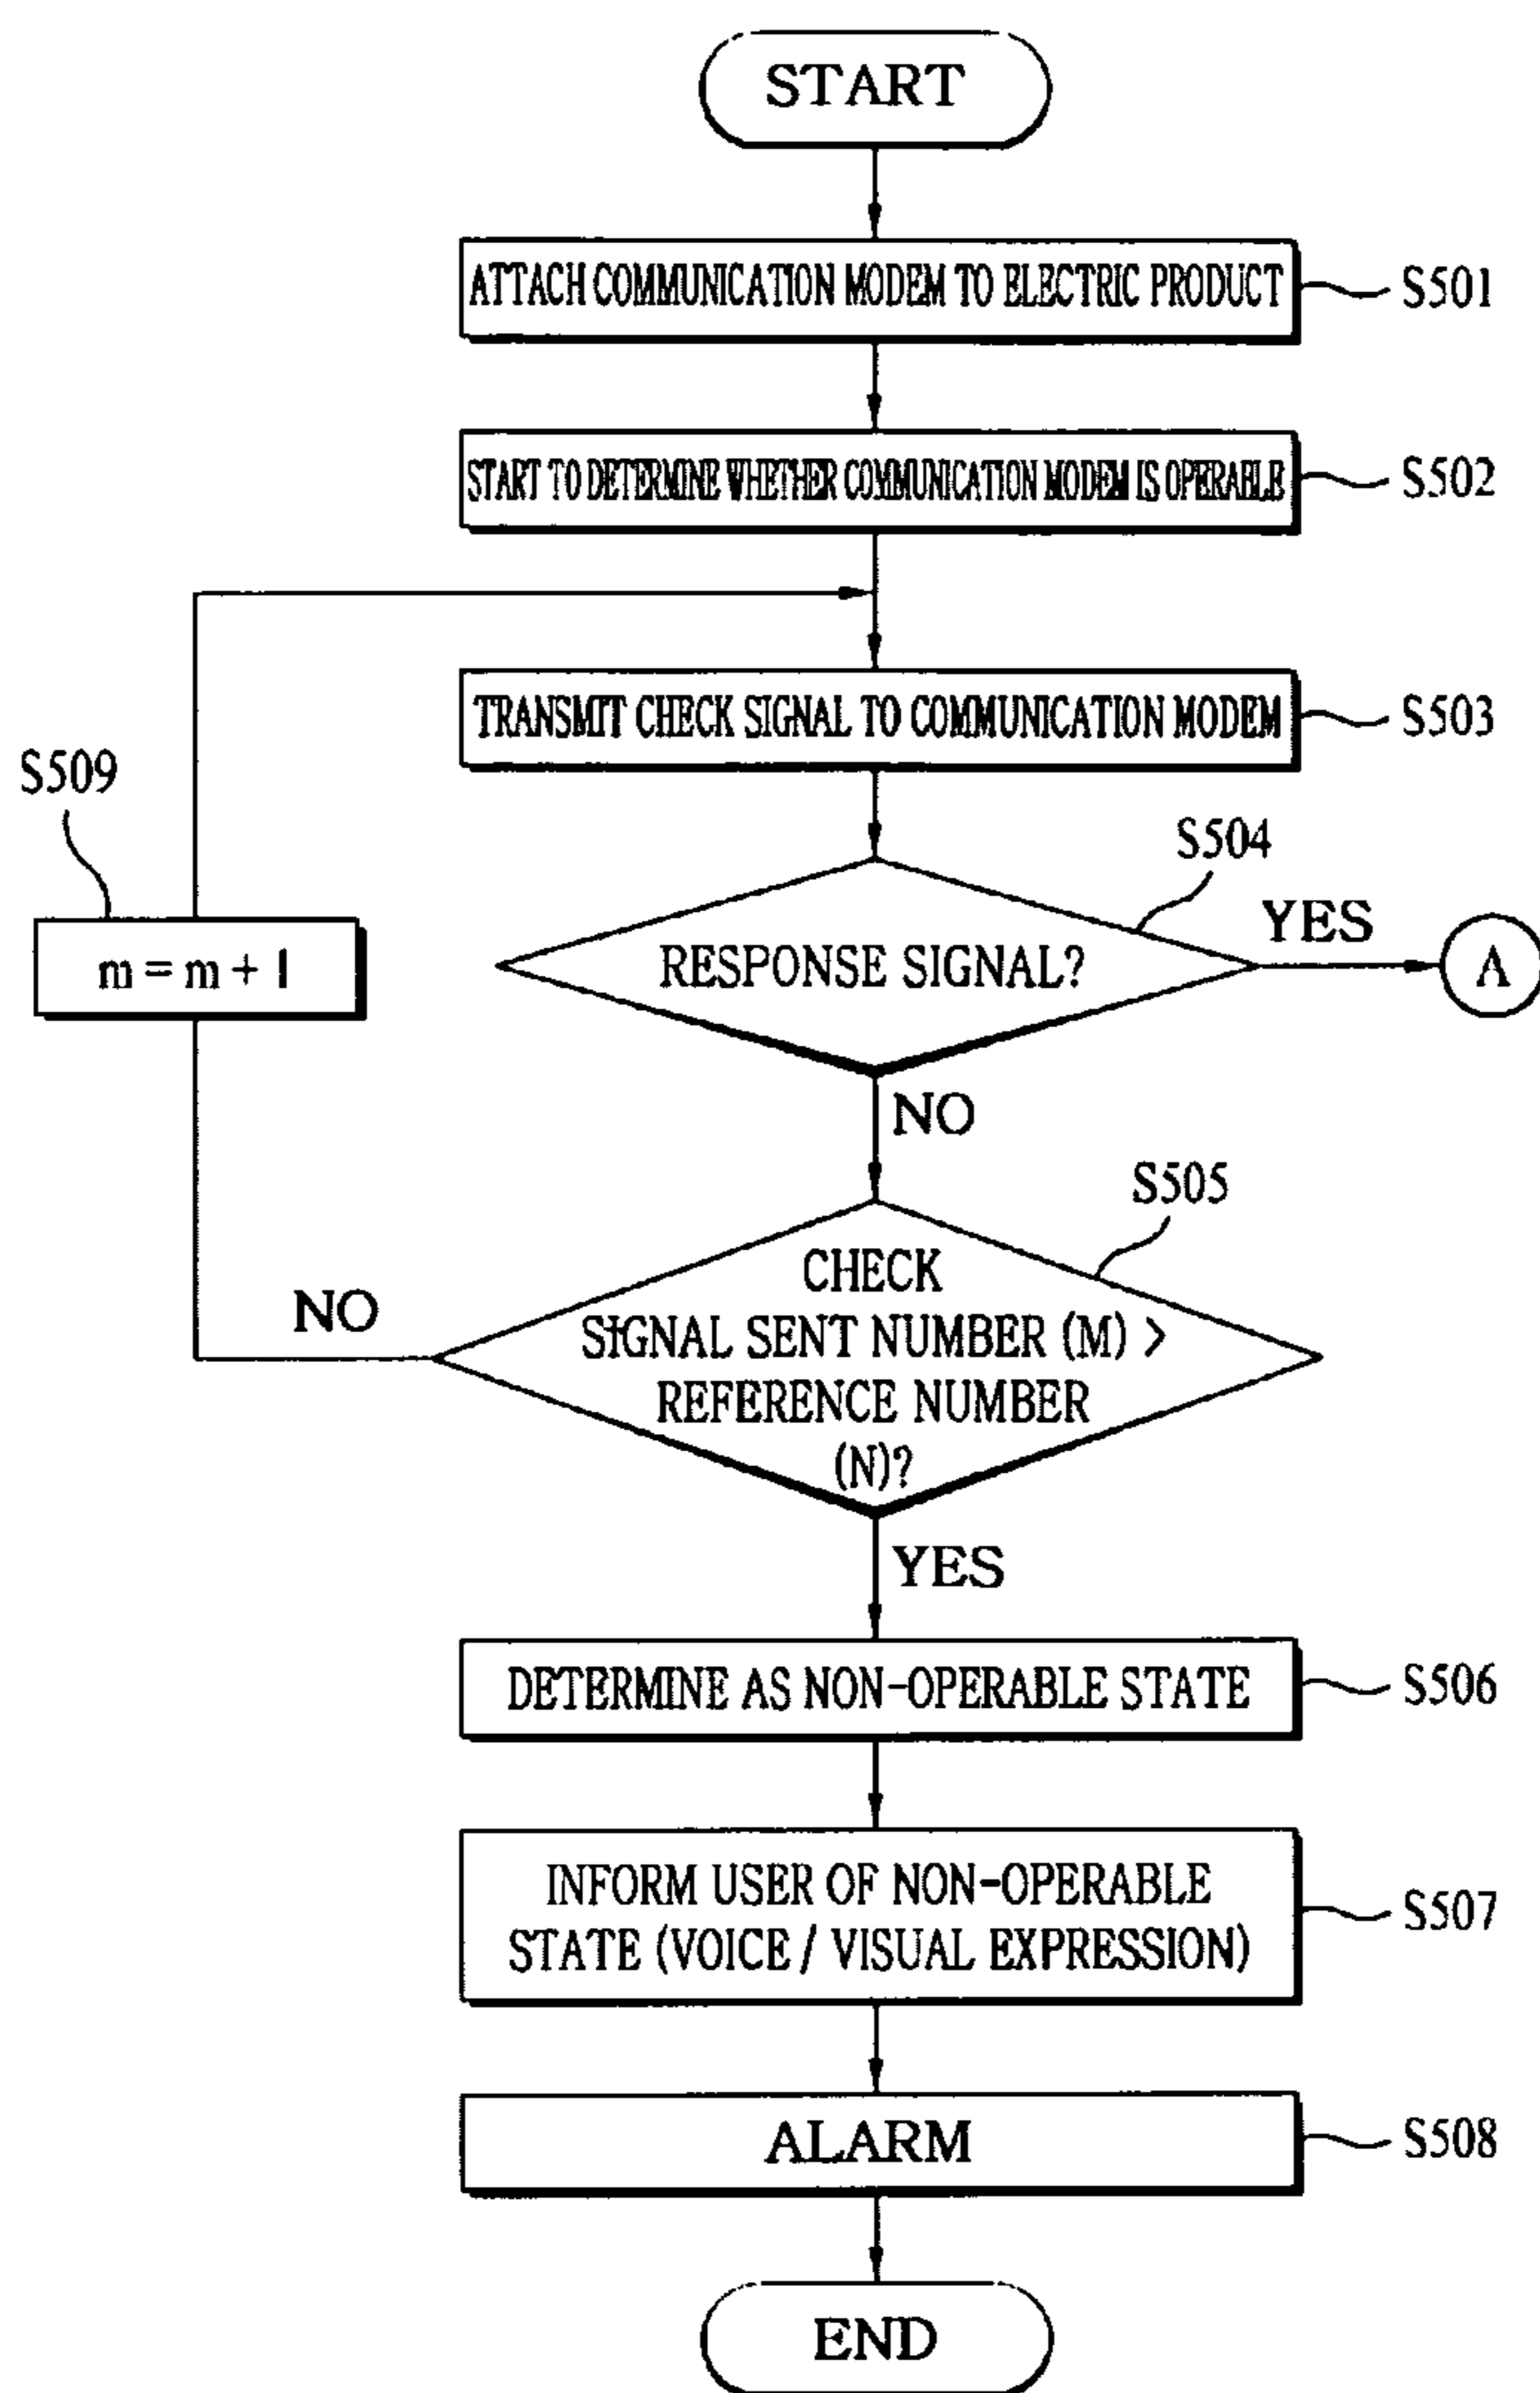 START
ATTACH COMMUNICATION MODEM TO ELECTRIC PRODUCT
S501
START TO DETERMINE WHETHER COMMUNICATION MODEM IS OPERABLE
S502
TRANSMIT CHECK SIGNAL TO COMMUNICATION MODEM
S503
S509
m = m + 1
S504
RESPONSE SIGNAL?
YES
A
NO
S505
CHECK
SIGNAL SENT NUMBER (M) >
REFERENCE NUMBER
(N)?
NO
YES
DETERMINE AS NON-OPERABLE STATE
S506
INFORM USER OF NON-OPERABLE
STATE (VOICE / VISUAL EXPRESSION)
S507
ALARM
S508
END